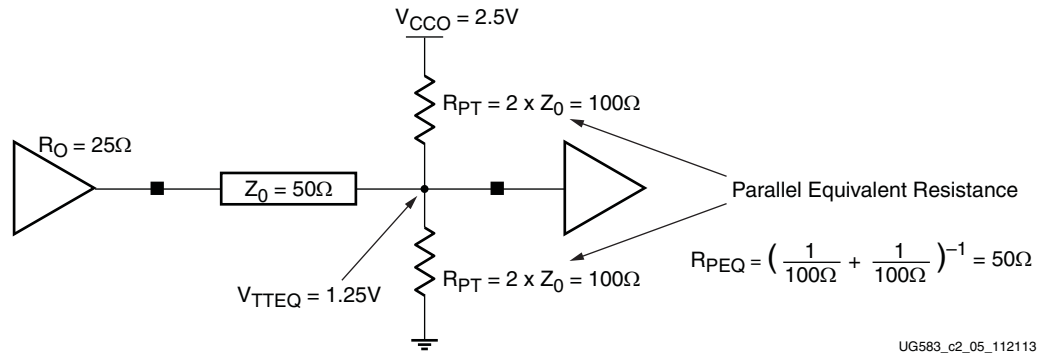 V_CCO = 2.5V
R_PT = 2 x Z_0 = 100Ω
R_O = 25Ω
Z_0 = 50Ω
Parallel Equivalent Resistance
R_PEQ = ( 1/100Ω + 1/100Ω )^–1 = 50Ω
R_PT = 2 x Z_0 = 100Ω
V_TTEQ = 1.25V
UG583_c2_05_112113